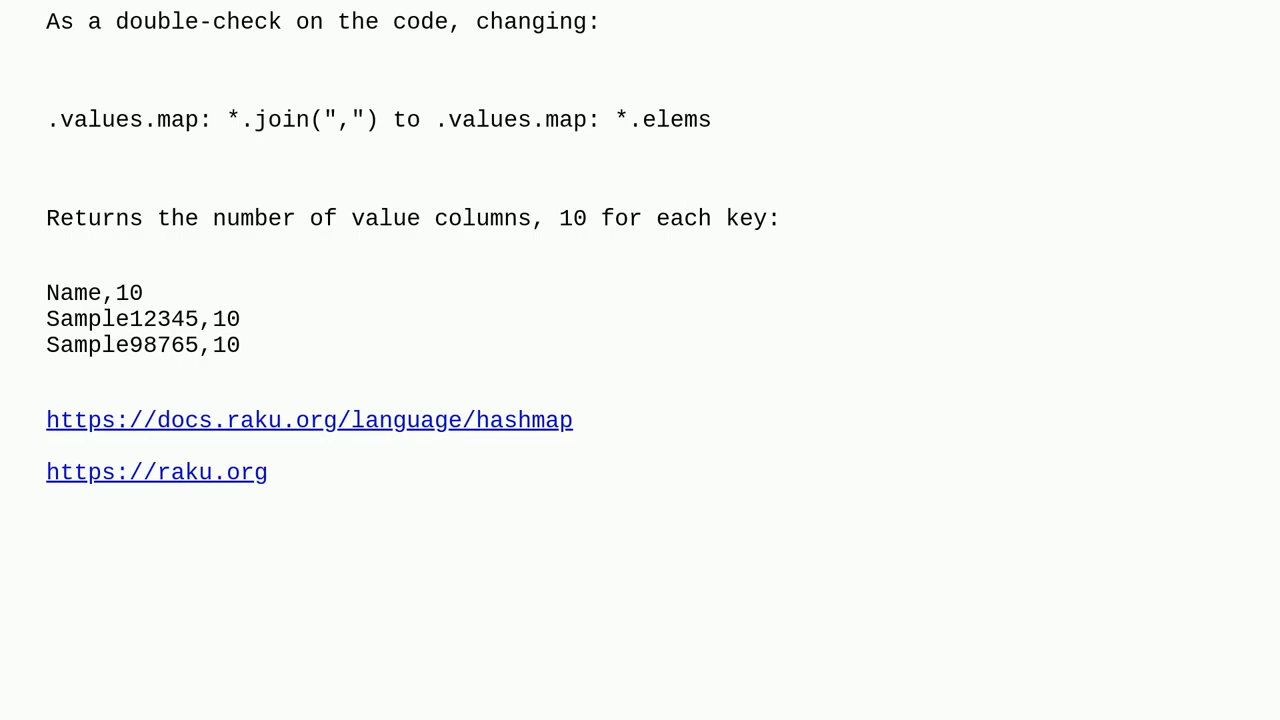 As a double-check on the code, changing:
.values.map: *.join(",") to .values.map: *.elems
Returns the number of value columns, 10 for each key:
Name,10
Sample12345,10
Sample98765,10
https://docs.raku.org/language/hashmap
https://raku.org